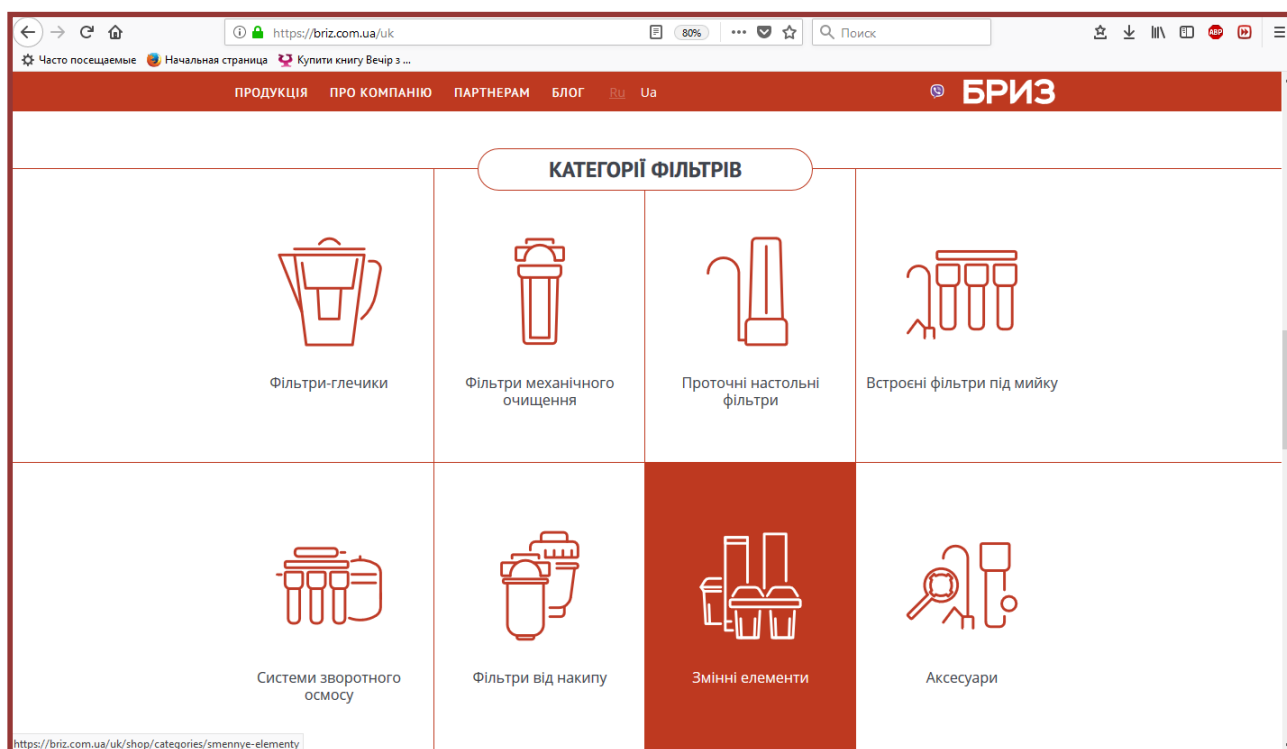 https://briz.com.ua/uk
80%
Поиск
ABP
Часто посещаемые Начальная страница Купити книгу Вечір з ...
ПРОДУКЦІЯ ПРО КОМПАНІЮ ПАРТНЕРАМ БЛОГ Ru Ua БРИЗ
КАТЕГОРІЇ ФІЛЬТРІВ
Фільтри-глечики
Фільтри механічного
очищення
Проточні настольні
фільтри
Встроєні фільтри під мийку
Системи зворотного
осмосу
Фільтри від накипу
Змінні елементи
Аксесуари
https://briz.com.ua/uk/shop/categories/smennye-elementy